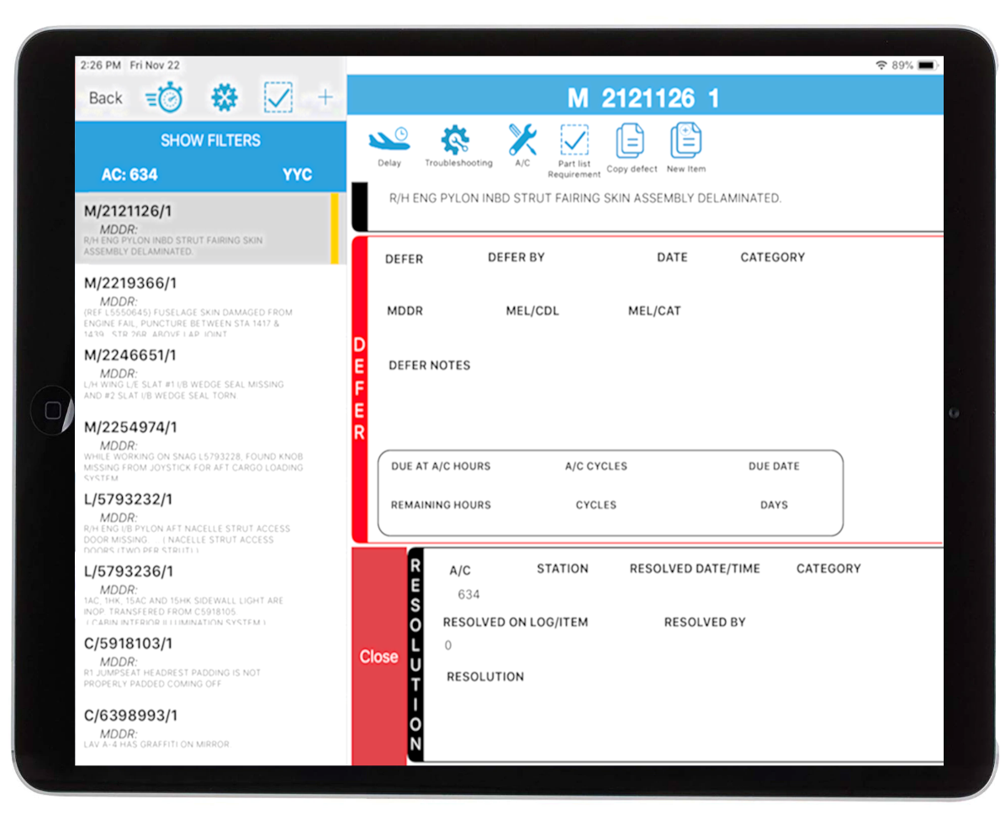 2:26 PM Fri Nov 22
89%
Back
SHOW FILTERS
AC: 634 YYC
M/2121126/1
MDDR:
R/H ENG PYLON INBD STRUT FAIRING SKIN
ASSEMBLY DELAMINATED.
M/2219366/1
MDDR:
(REF L5550645) FUSELAGE SKIN DAMAGED FROM
ENGINE FAIL, PUNCTURE BETWEEN STA 1417 &
1439 STR 26R ABOVE LAP JOINT
M/2246651/1
MDDR:
L/H WING L/E SLAT #1 I/B WEDGE SEAL MISSING
AND #2 SLAT I/B WEDGE SEAL TORN
M/2254974/1
MDDR:
WHILE WORKING ON SNAG L5793228, FOUND KNOB
MISSING FROM JOYSTICK FOR AFT CARGO LOADING
SYSTEM
L/5793232/1
MDDR:
R/H ENG I/B PYLON AFT NACELLE STRUT ACCESS
DOOR MISSING ( NACELLE STRUT ACCESS
DOORS (TWO PER STRUT) )
L/5793236/1
MDDR:
1AC, 1HK, 15AC AND 15HK SIDEWALL LIGHT ARE
INOP TRANSFERED FROM C5918105
( CABIN INTERIOR ILLUMINATION SYSTEM )
C/5918103/1
MDDR:
R1 JUMPSEAT HEADREST PADDING IS NOT
PROPERLY PADDED COMING OFF
C/6398993/1
MDDR:
LAV A-4 HAS GRAFFITI ON MIRROR
M 2121126 1
Delay Troubleshooting A/C Part list Requirement Copy defect New Item
R/H ENG PYLON INBD STRUT FAIRING SKIN ASSEMBLY DELAMINATED.
DEFER
DEFER DEFER BY DATE CATEGORY
MDDR MEL/CDL MEL/CAT
DEFER NOTES
DUE AT A/C HOURS A/C CYCLES DUE DATE
REMAINING HOURS CYCLES DAYS
Close
RESOLUTION
A/C STATION RESOLVED DATE/TIME CATEGORY
634
RESOLVED ON LOG/ITEM RESOLVED BY
0
RESOLUTION